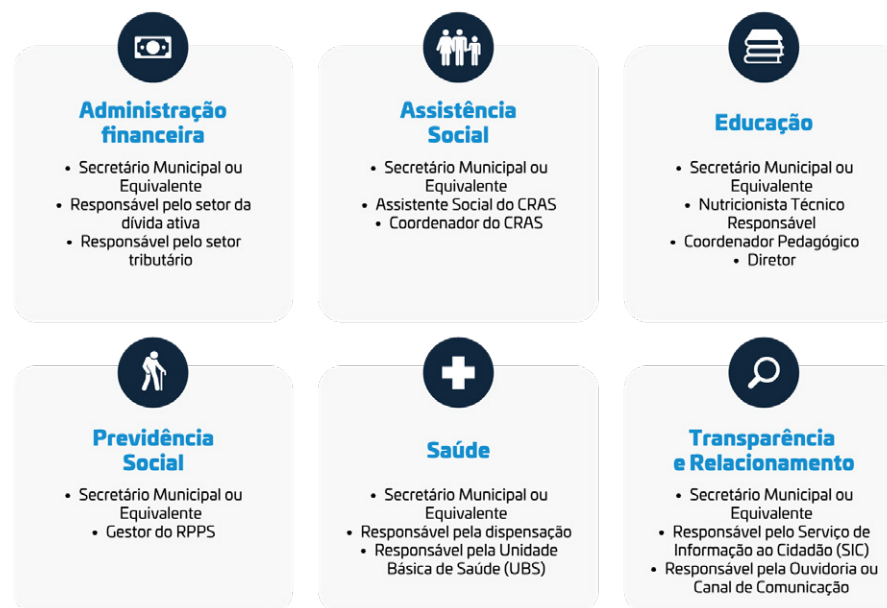 Administração
financeira
• Secretário Municipal ou
Equivalente
• Responsável pelo setor da
dívida ativa
• Responsável pelo setor
tributário
Assistência
Social
• Secretário Municipal ou
Equivalente
• Assistente Social do CRAS
• Coordenador do CRAS
Educação
• Secretário Municipal ou
Equivalente
• Nutricionista Técnico
Responsável
• Coordenador Pedagógico
• Diretor
Previdência
Social
• Secretário Municipal ou
Equivalente
• Gestor do RPPS
Saúde
• Secretário Municipal ou
Equivalente
• Responsável pela dispensação
• Responsável pela Unidade
Básica de Saúde (UBS)
Transparência
e Relacionamento
• Secretário Municipal ou
Equivalente
• Responsável pelo Serviço de
Informação ao Cidadão (SIC)
• Responsável pela Ouvidoria ou
Canal de Comunicação